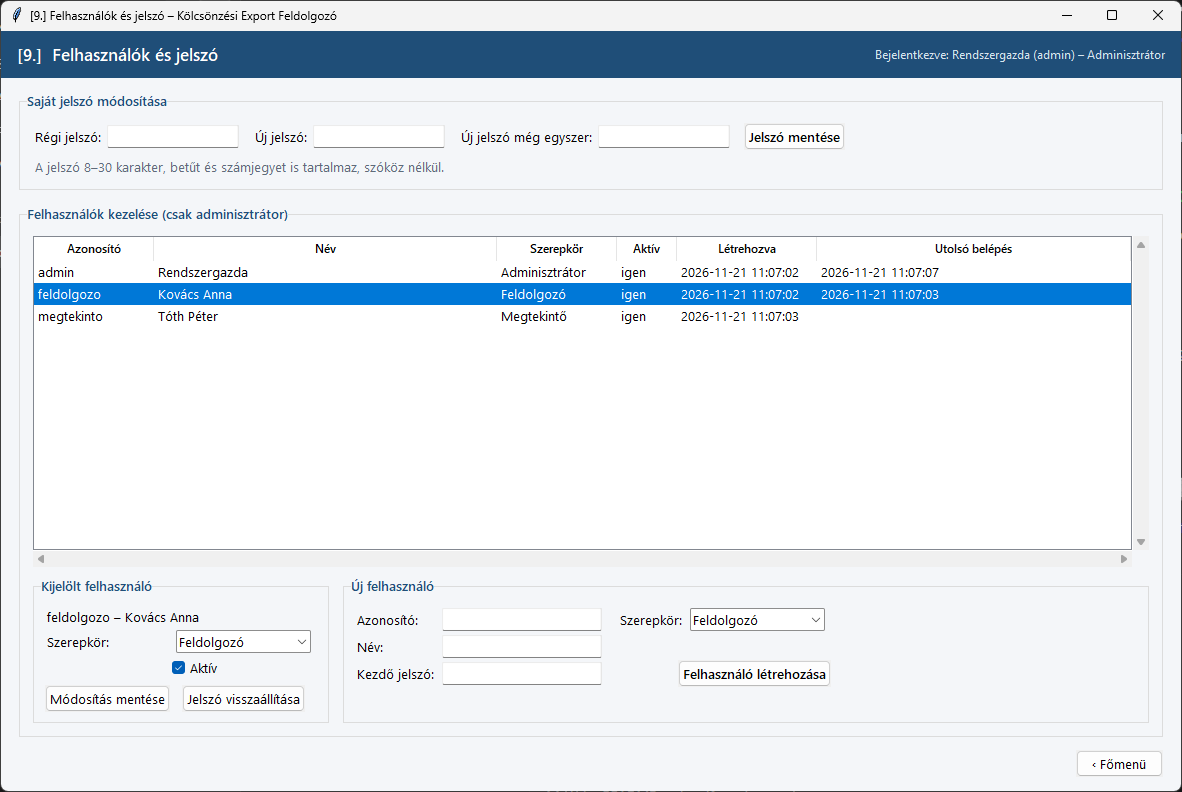 [9.] Felhasználók és jelszó – Kölcsönzési Export Feldolgozó
[9.] Felhasználók és jelszó
Bejelentkezve: Rendszergazda (admin) – Adminisztrátor
Saját jelszó módosítása
Régi jelszó: Új jelszó: Új jelszó még egyszer: Jelszó mentése
A jelszó 8–30 karakter, betűt és számjegyet is tartalmaz, szóköz nélkül.
Felhasználók kezelése (csak adminisztrátor)
Azonosító Név Szerepkör Aktív Létrehozva Utolsó belépés
admin Rendszergazda Adminisztrátor igen 2026-11-21 11:07:02 2026-11-21 11:07:07
feldolgozo Kovács Anna Feldolgozó igen 2026-11-21 11:07:02 2026-11-21 11:07:03
megtekinto Tóth Péter Megtekintő igen 2026-11-21 11:07:03
Kijelölt felhasználó
feldolgozo – Kovács Anna
Szerepkör: Feldolgozó
Aktív
Módosítás mentése Jelszó visszaállítása
Új felhasználó
Azonosító: Szerepkör: Feldolgozó
Név:
Kezdő jelszó: Felhasználó létrehozása
‹ Főmenü